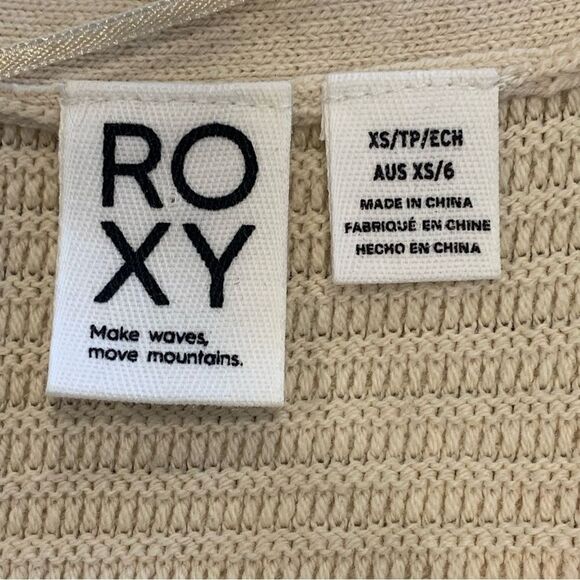 RO
XY
Make waves,
move mountains.
XS/TP/ECH
AUS XS/6
MADE IN CHINA
FABRIQUÉ EN CHINE
HECHO EN CHINA